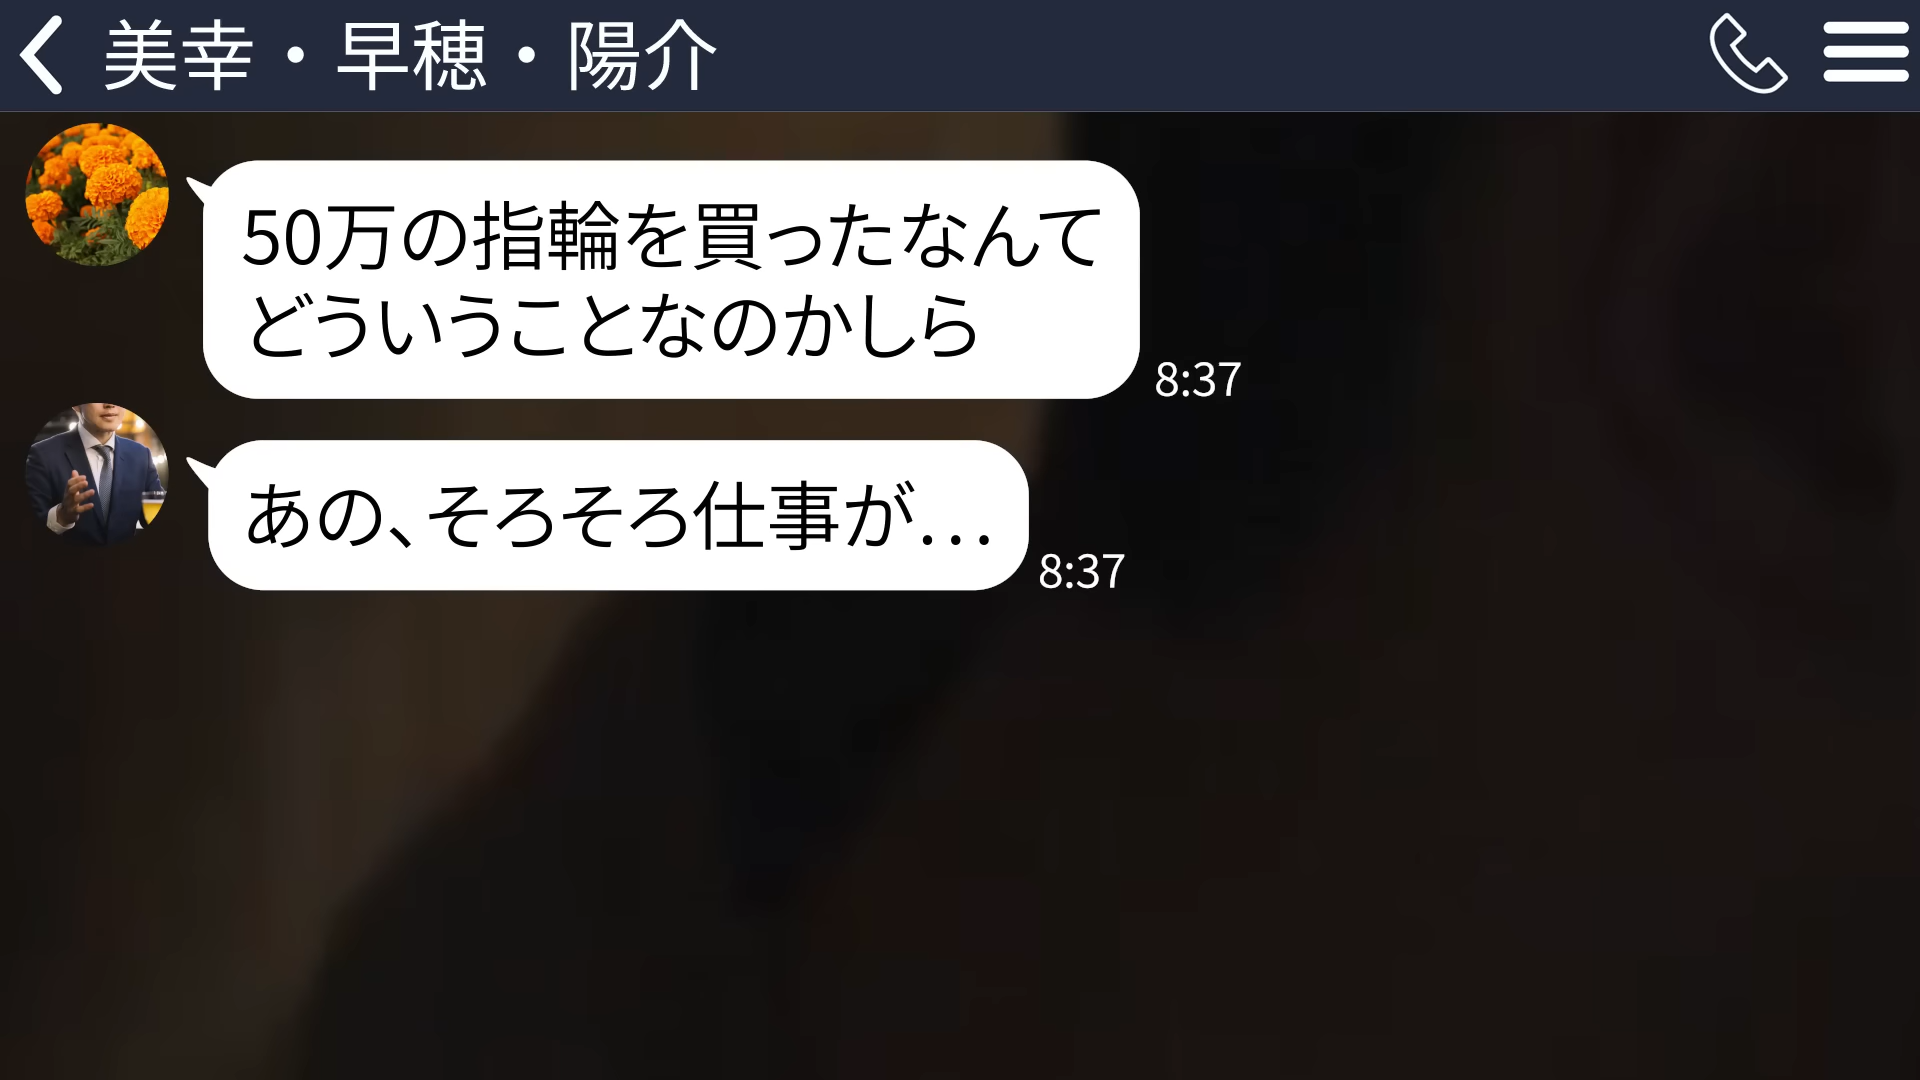 美幸・早穂・陽介
50万の指輪を買ったなんて
どういうことなのかしら
8:37
あの、そろそろ仕事が…
8:37